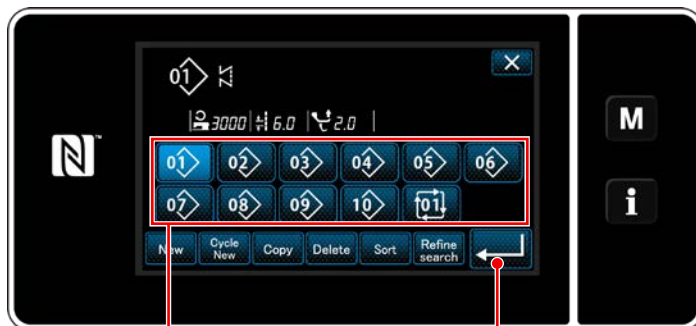 01
3000 6.0 2.0
01 02 03 04 05 06
M
07 08 09 10 01
i
New Cycle New Copy Delete Sort Refine search